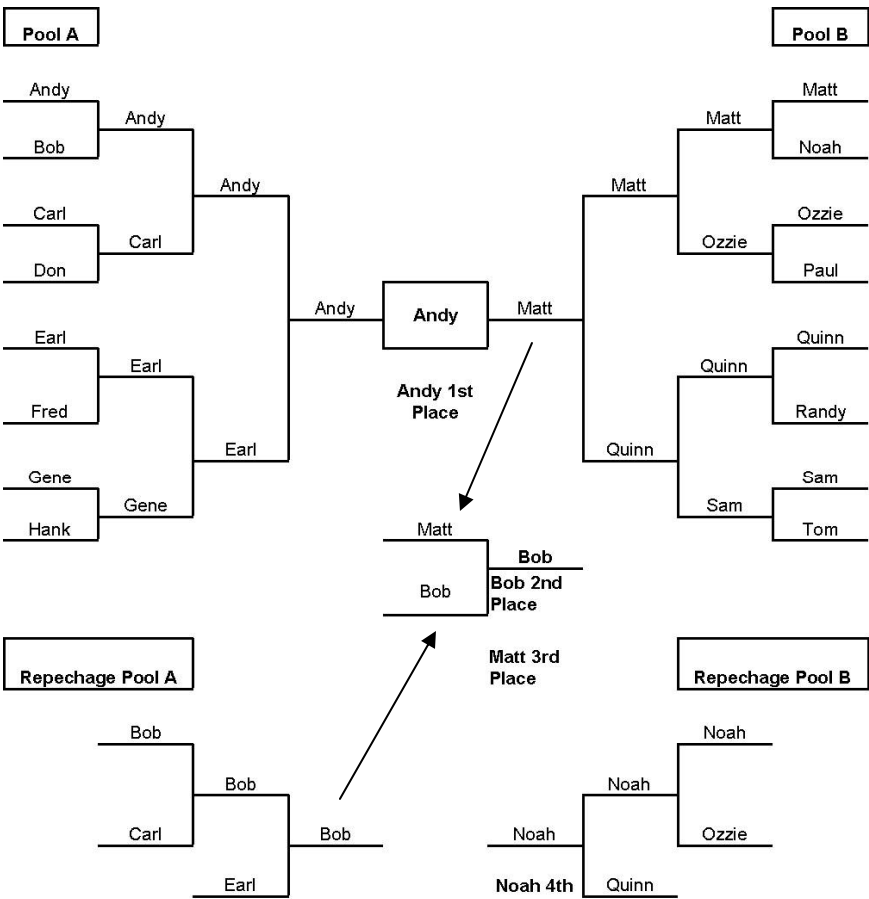 Pool A
Pool B
Andy
Matt
Andy
Matt
Bob
Noah
Andy
Matt
Carl
Ozzie
Carl
Ozzie
Don
Paul
Andy
Andy
Matt
Earl
Quinn
Earl
Quinn
Andy 1st
Place
Fred
Randy
Earl
Quinn
Gene
Sam
Gene
Sam
Hank
Matt
Tom
Bob
Bob
Bob 2nd
Place
Matt 3rd
Place
Repechage Pool A
Repechage Pool B
Bob
Noah
Bob
Noah
Carl
Bob
Noah
Ozzie
Earl
Noah 4th
Quinn